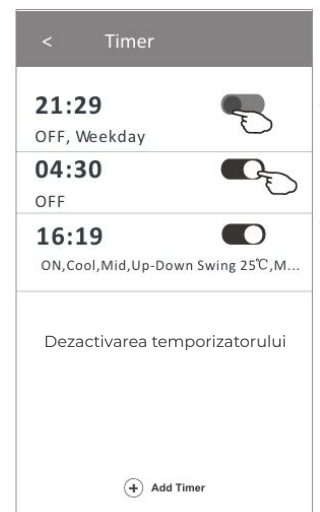 < Timer
21:29
OFF, Weekday
04:30
OFF
16:19
ON,Cool,Mid,Up-Down Swing 25℃,M...
Dezactivarea temporizatorului
+ Add Timer